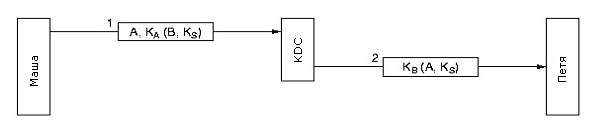 Маша
1
A, K_A (B, K_S)
KDC
2
K_B (A, K_S)
Петя